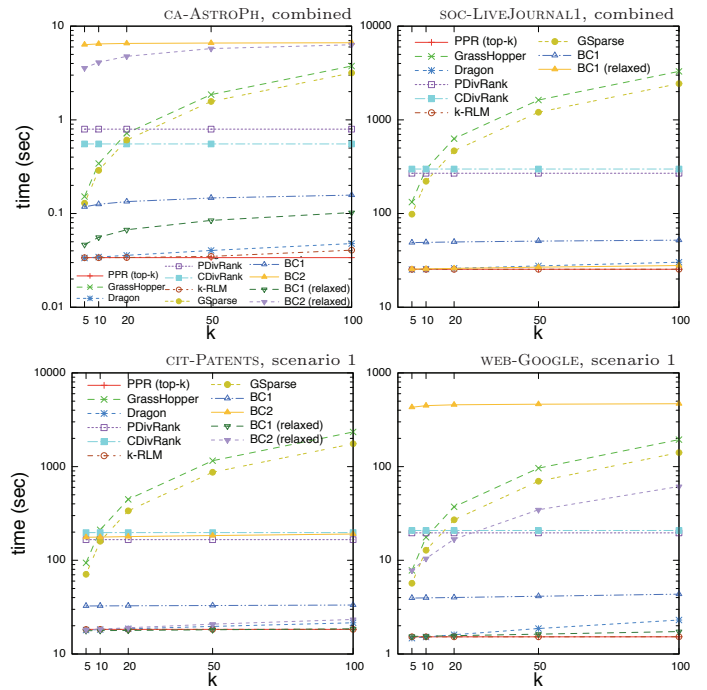 CA-ASTROPH, combined
time (sec)
10
1
0.1
0.01
PPR (top-k)
GrassHopper
Dragon
PDivRank
CDivRank
k-RLM
GSparse
BC1
BC2
BC1 (relaxed)
BC2 (relaxed)
5 10 20 50 100
k
SOC-LIVEJOURNAL1, combined
10000
1000
100
10
PPR (top-k)
GrassHopper
Dragon
PDivRank
CDivRank
k-RLM
GSparse
BC1
BC1 (relaxed)
5 10 20 50 100
k
CIT-PATENTS, scenario 1
time (sec)
10000
1000
100
10
1
PPR (top-k)
GrassHopper
Dragon
PDivRank
CDivRank
k-RLM
GSparse
BC1
BC2
BC1 (relaxed)
BC2 (relaxed)
5 10 20 50 100
k
WEB-GOOGLE, scenario 1
1000
100
10
1
5 10 20 50 100
k